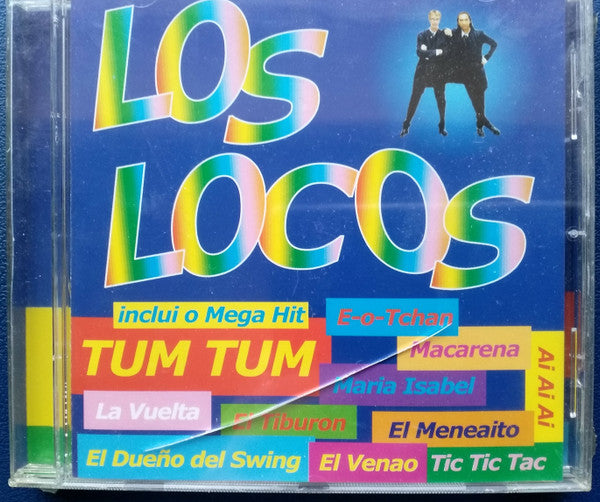 LOS
LOCOS
inclui o Mega Hit
E-o-Tchan
TUM TUM
Macarena
Maria Isabel
Ai Ai Ai
La Vuelta
El Tiburon
El Meneaito
El Dueño del Swing
El Venao
Tic Tic Tac